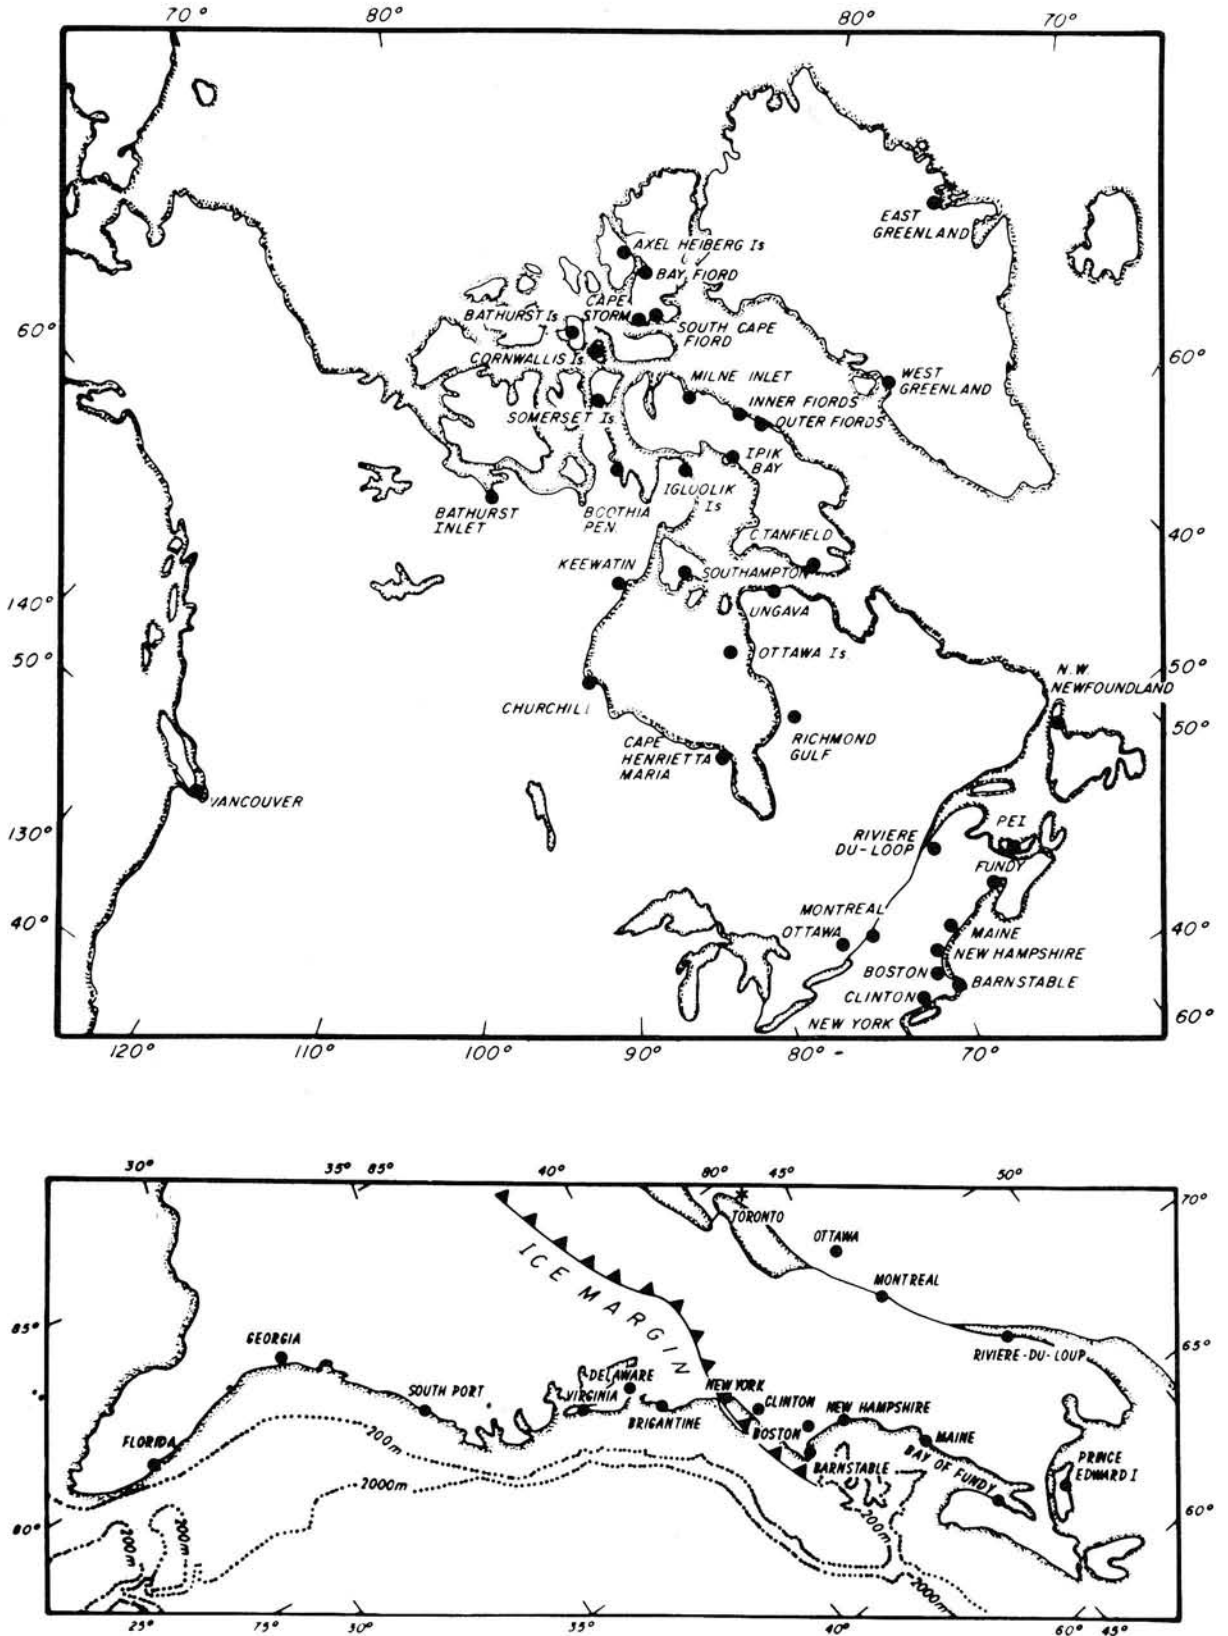 70° 80° 80° 70°
EAST
GREENLAND
AXEL HEIBERG Is
BAY FIORD
CAPE
STORM
BATHURST Is
SOUTH CAPE
FIORD
60°
CORNWALLIS Is
60°
MILNE INLET
WEST
GREENLAND
INNER FIORDS
SOMERSET Is
OUTER FIORDS
IPIK
BAY
IGLUOLIK
Is
BATHURST
INLET
BOOTHIA
PEN.
C.TANFIELD
40°
KEEWATIN
SOUTHAMPTON
140°
UNGAVA
50°
OTTAWA Is.
50°
N.W.
NEWFOUNDLAND
CHURCHILL
RICHMOND
GULF
50°
CAPE
HENRIETTA
MARIA
VANCOUVER
130°
PEI
RIVIERE
DU-LOOP
FUNDY
40°
MONTREAL
OTTAWA
MAINE
40°
NEW HAMPSHIRE
BOSTON
BARNSTABLE
CLINTON
NEW YORK
60°
120° 110° 100° 90° 80° - 70°
30° 35° 85° 40° 80° 45° 50°
70°
TORONTO
OTTAWA
ICE MARGIN
MONTREAL
85°
GEORGIA
65°
RIVIERE-DU-LOUP
DELAWARE
SOUTH PORT
VIRGINIA
NEW YORK
CLINTON
NEW HAMPSHIRE
BRIGANTINE
BOSTON
MAINE
FLORIDA
200m
BARNSTABLE
BAY OF FUNDY
PRINCE
EDWARD I
2000m
200m
80°
200m
200m
60°
2000m
25° 75° 30° 35° 40° 60° 45°